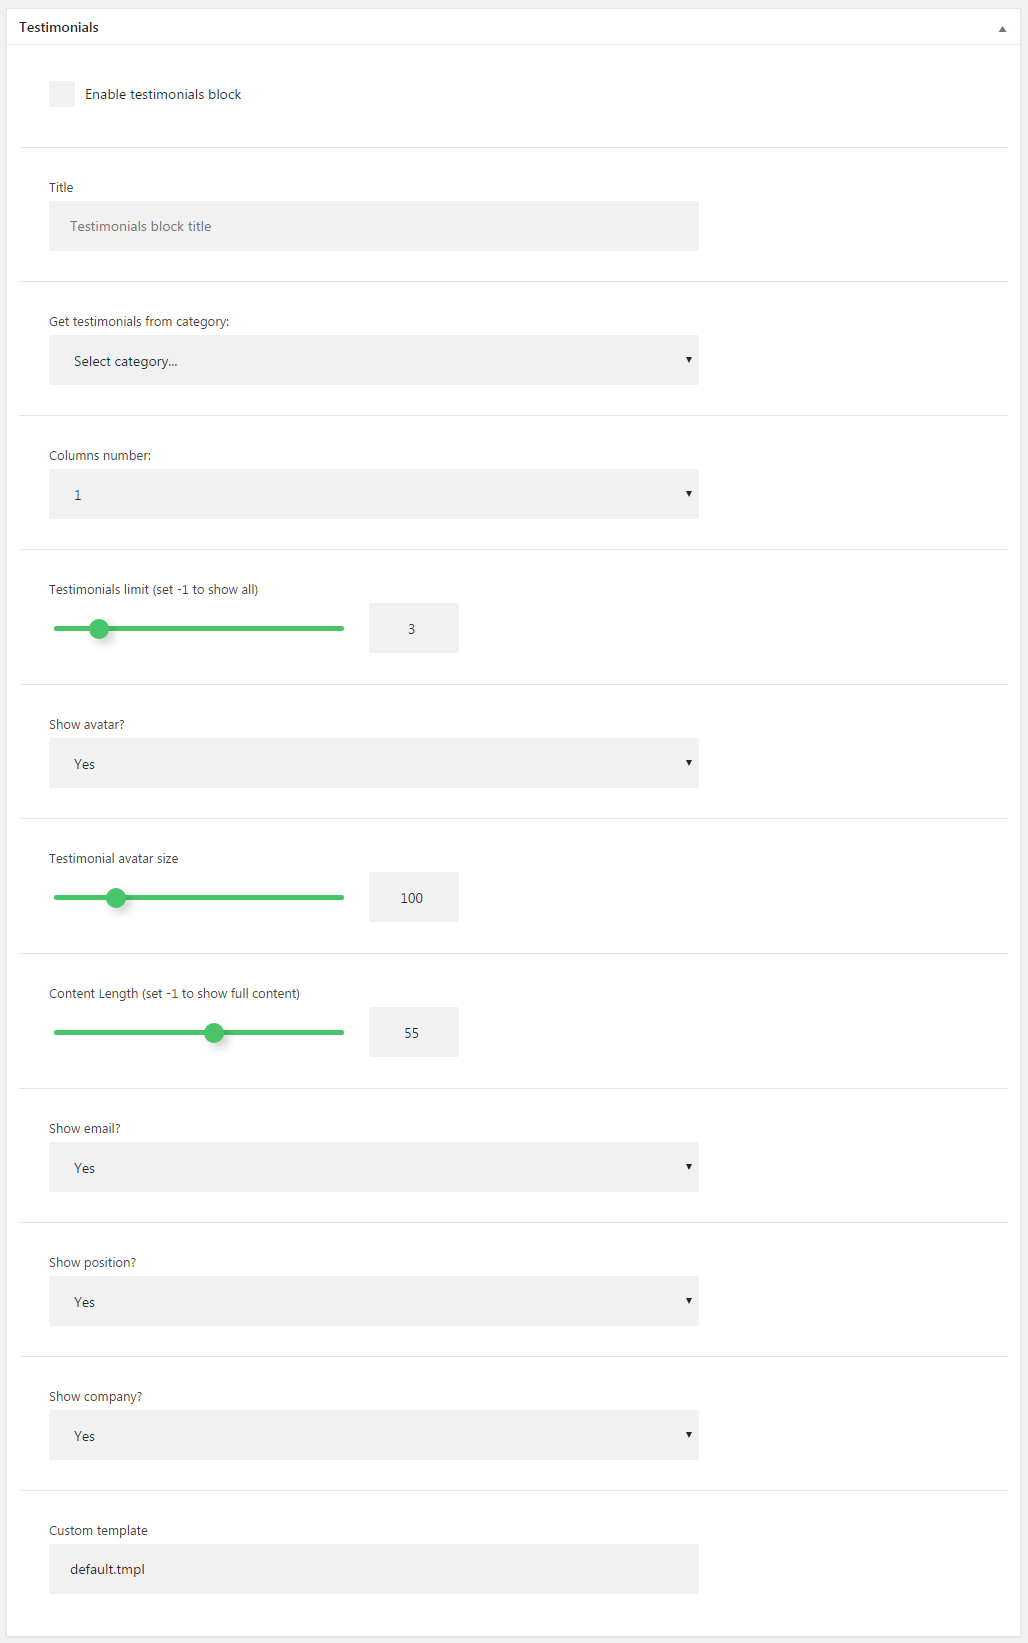 Testimonials
Enable testimonials block
Title
Testimonials block title
Get testimonials from category:
Select category...
Columns number:
1
Testimonials limit (set -1 to show all)
3
Show avatar?
Yes
Testimonial avatar size
100
Content Length (set -1 to show full content)
55
Show email?
Yes
Show position?
Yes
Show company?
Yes
Custom template
default.tmpl